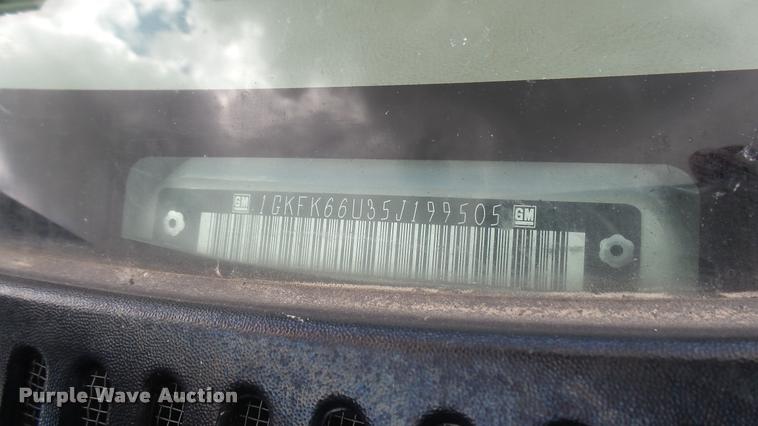 GM 1GKFK66U35J199505 GM
Purple Wave Auction